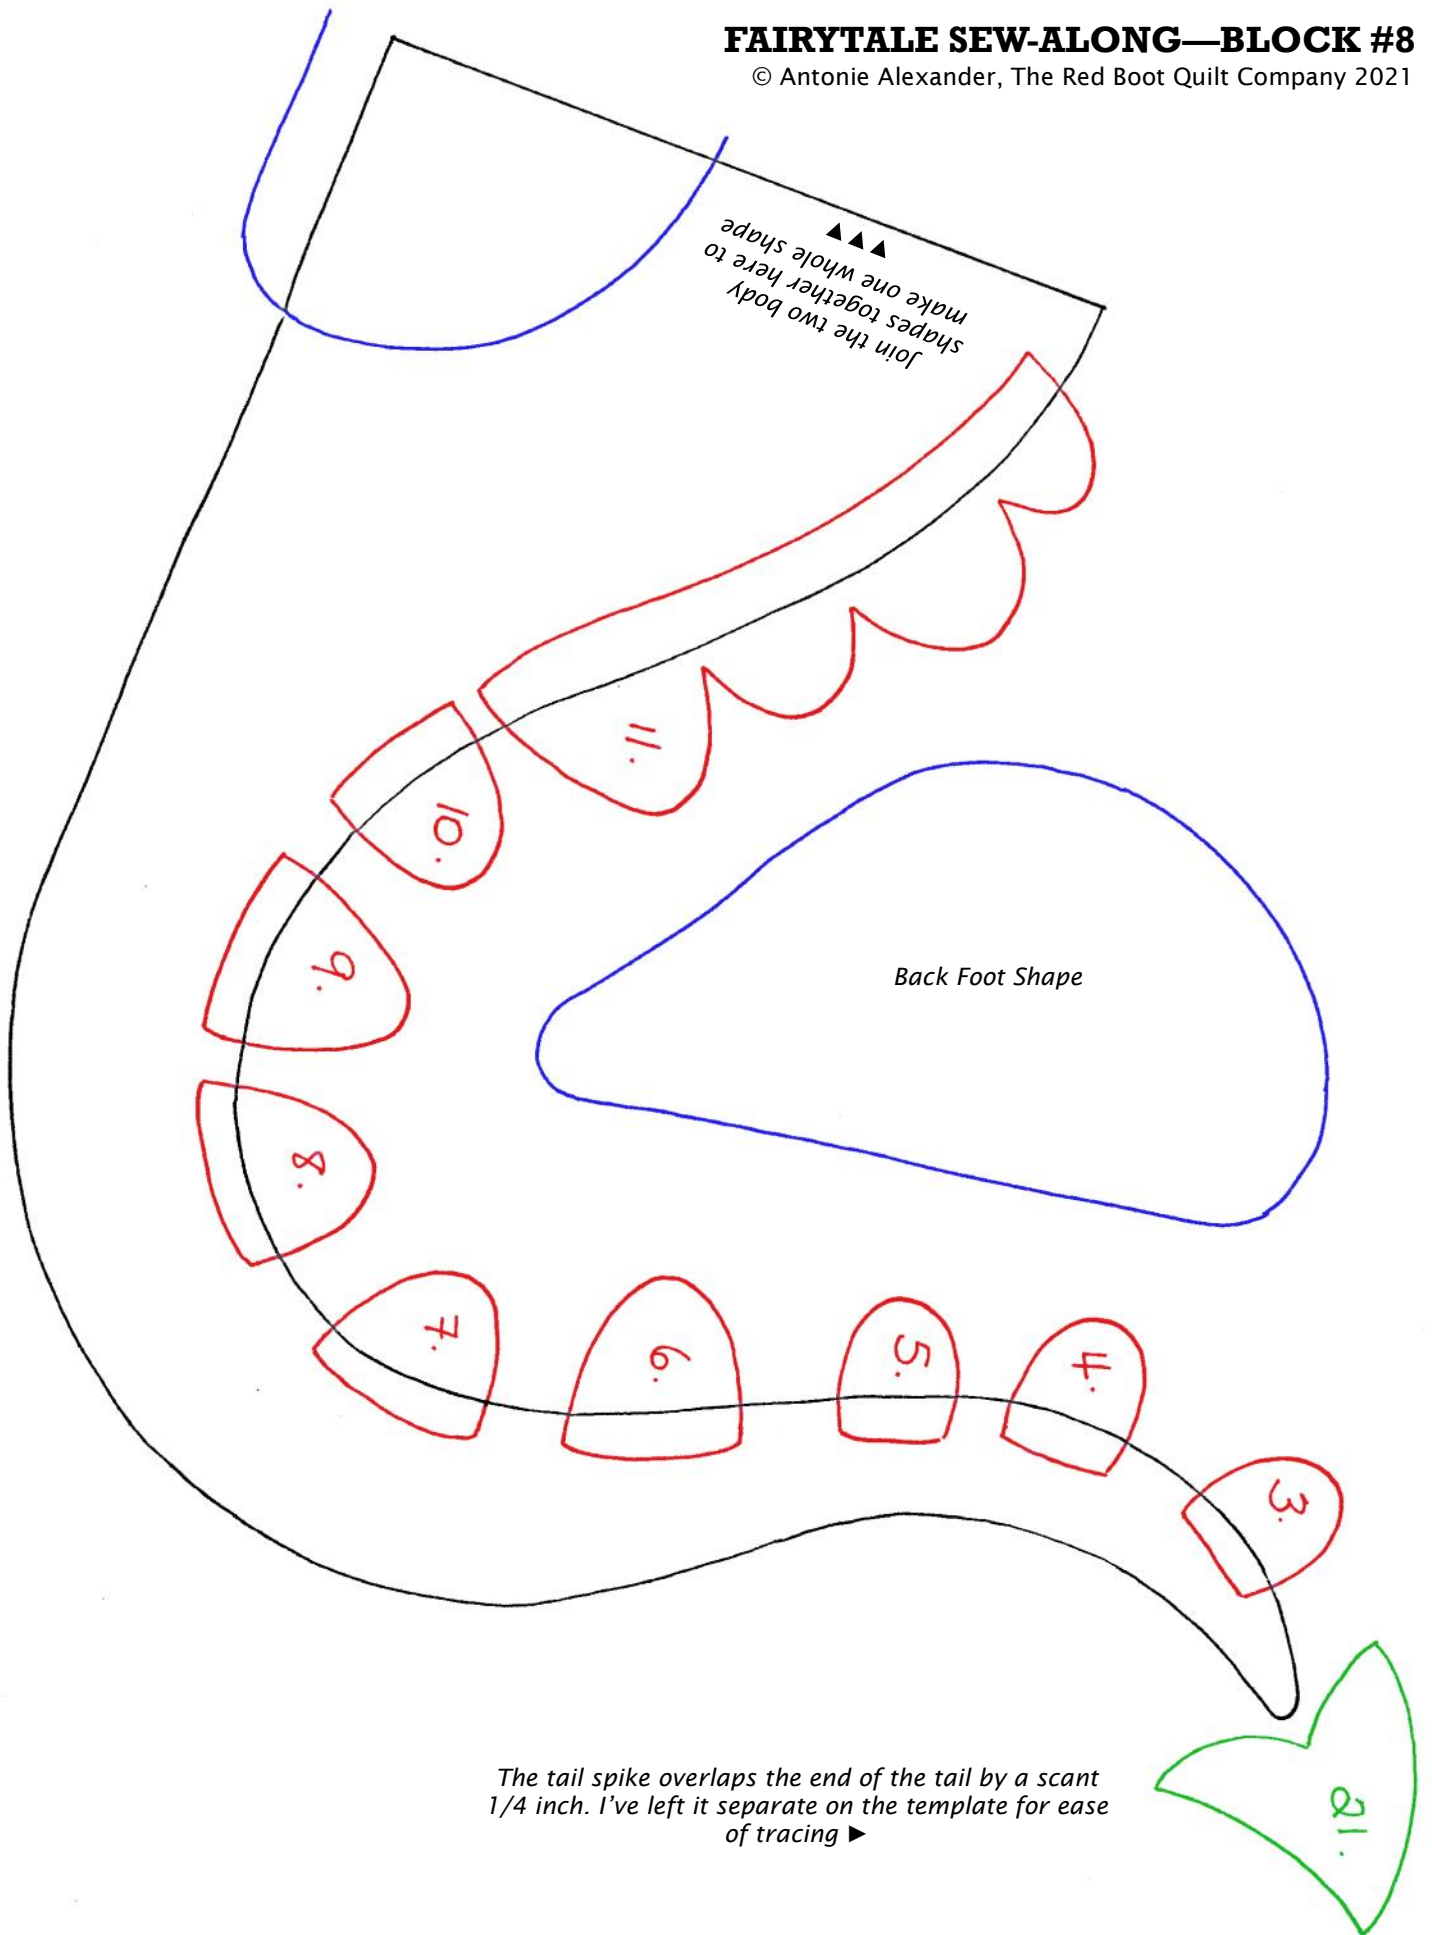 FAIRYTALE SEW-ALONG—BLOCK #8
© Antonie Alexander, The Red Boot Quilt Company 2021
▲▲▲
Join the two body
shapes together here to
make one whole shape
11.
10.
9.
Back Foot Shape
8.
7.
6.
5.
4.
3.
The tail spike overlaps the end of the tail by a scant
1/4 inch. I’ve left it separate on the template for ease
of tracing ►
21.